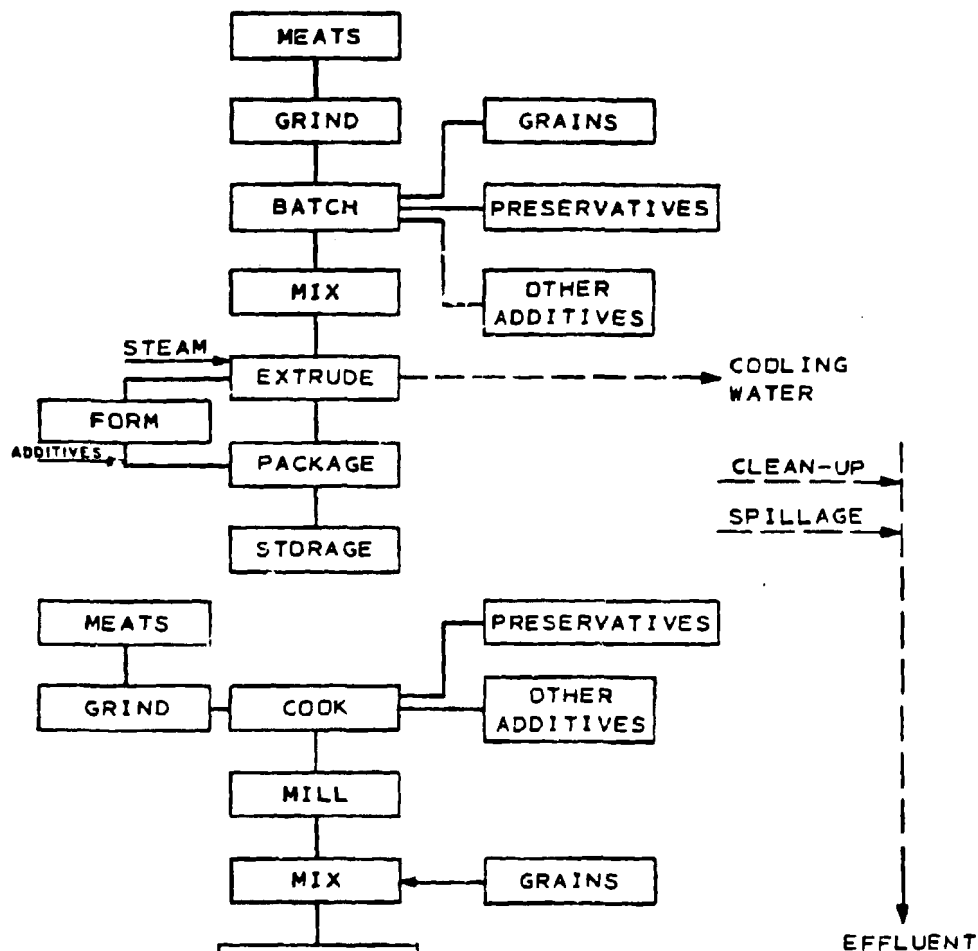 MEATS
GRIND
GRAINS
BATCH
PRESERVATIVES
MIX
OTHER
ADDITIVES
STEAM
EXTRUDE
COOLING
WATER
FORM
ADDITIVES
PACKAGE
CLEAN-UP
SPILLAGE
STORAGE
MEATS
PRESERVATIVES
GRIND
COOK
OTHER
ADDITIVES
MILL
MIX
GRAINS
EFFLUENT